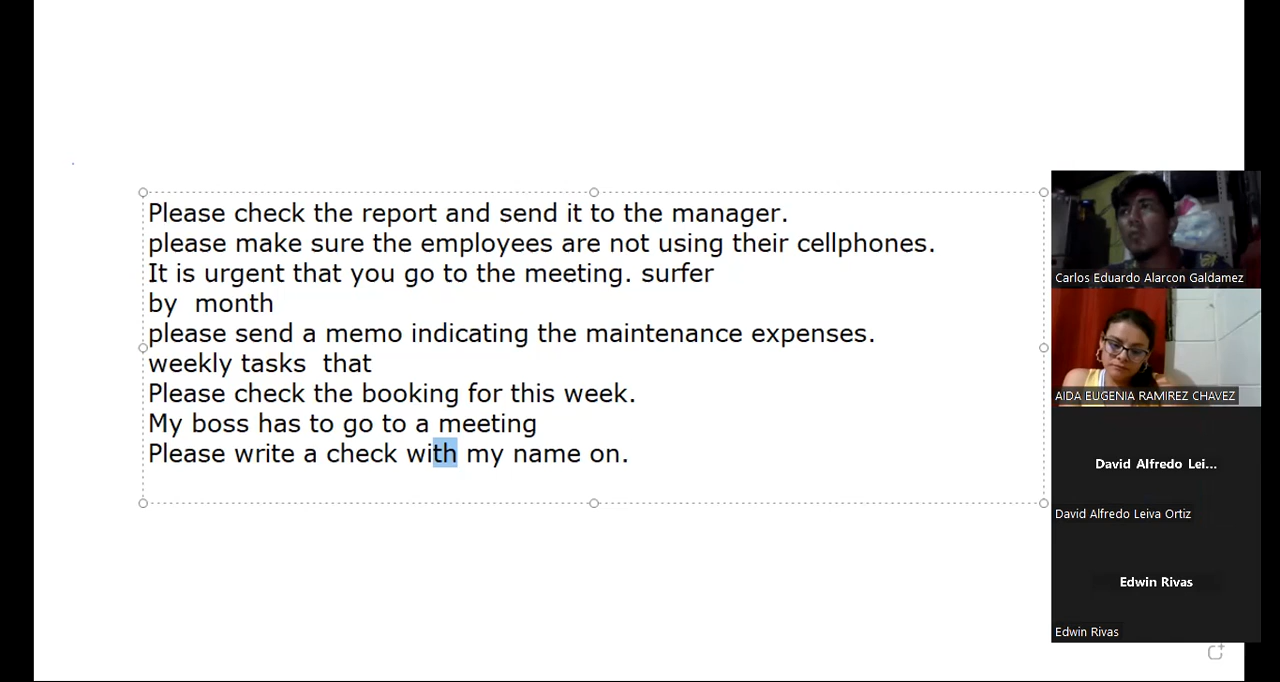 Please check the report and send it to the manager.
please make sure the employees are not using their cellphones.
It is urgent that you go to the meeting. surfer
by  month
please send a memo indicating the maintenance expenses.
weekly tasks  that
Please check the booking for this week.
My boss has to go to a meeting
Please write a check with my name on.
Carlos Eduardo Alarcon Galdamez
AIDA EUGENIA RAMIREZ CHAVEZ
David Alfredo Lei...
David Alfredo Leiva Ortiz
Edwin Rivas
Edwin Rivas